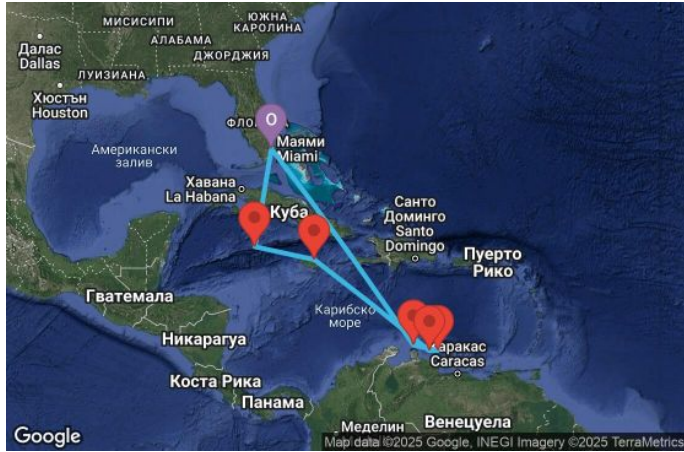 МИСИСИПИ
ЮЖНА
КАРОЛИНА
Далас
Dallas
АЛАБАМА
ДЖОРДЖИЯ
ЛУИЗИАНА
Хюстън
Houston
O
Американски
залив
Маями
Miami
Хавана
La Habana
Куба
Санто
Доминго
Santo
Domingo
Пуерто
Рико
Гватемала
Карибско
море
Никарагуа
Caracas
Коста Рика
Панама
Меделин
Венецуела
Google
Map data ©2025 Google, INEGI Imagery ©2025 TerraMetrics